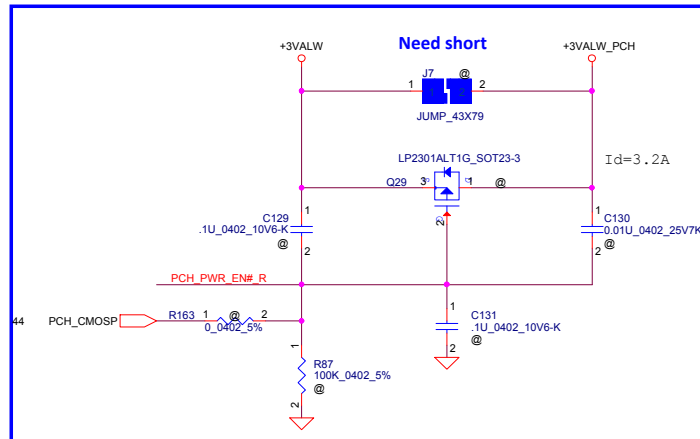 +3VALW
Need short
+3VALW_PCH
J7
@
1
1
2
2
JUMP_43X79
LP2301ALT1G_SOT23-3
Id=3.2A
Q29
3
1
@
2
C129
1
.1U_0402_10V6-K
@
2
1
C130
0.01U_0402_25V7K
@
2
PCH_PWR_EN#_R
44
PCH_CMOSP
R163
1
@
2
0_0402_5%
1
C131
.1U_0402_10V6-K
@
2
1
R87
100K_0402_5%
@
2